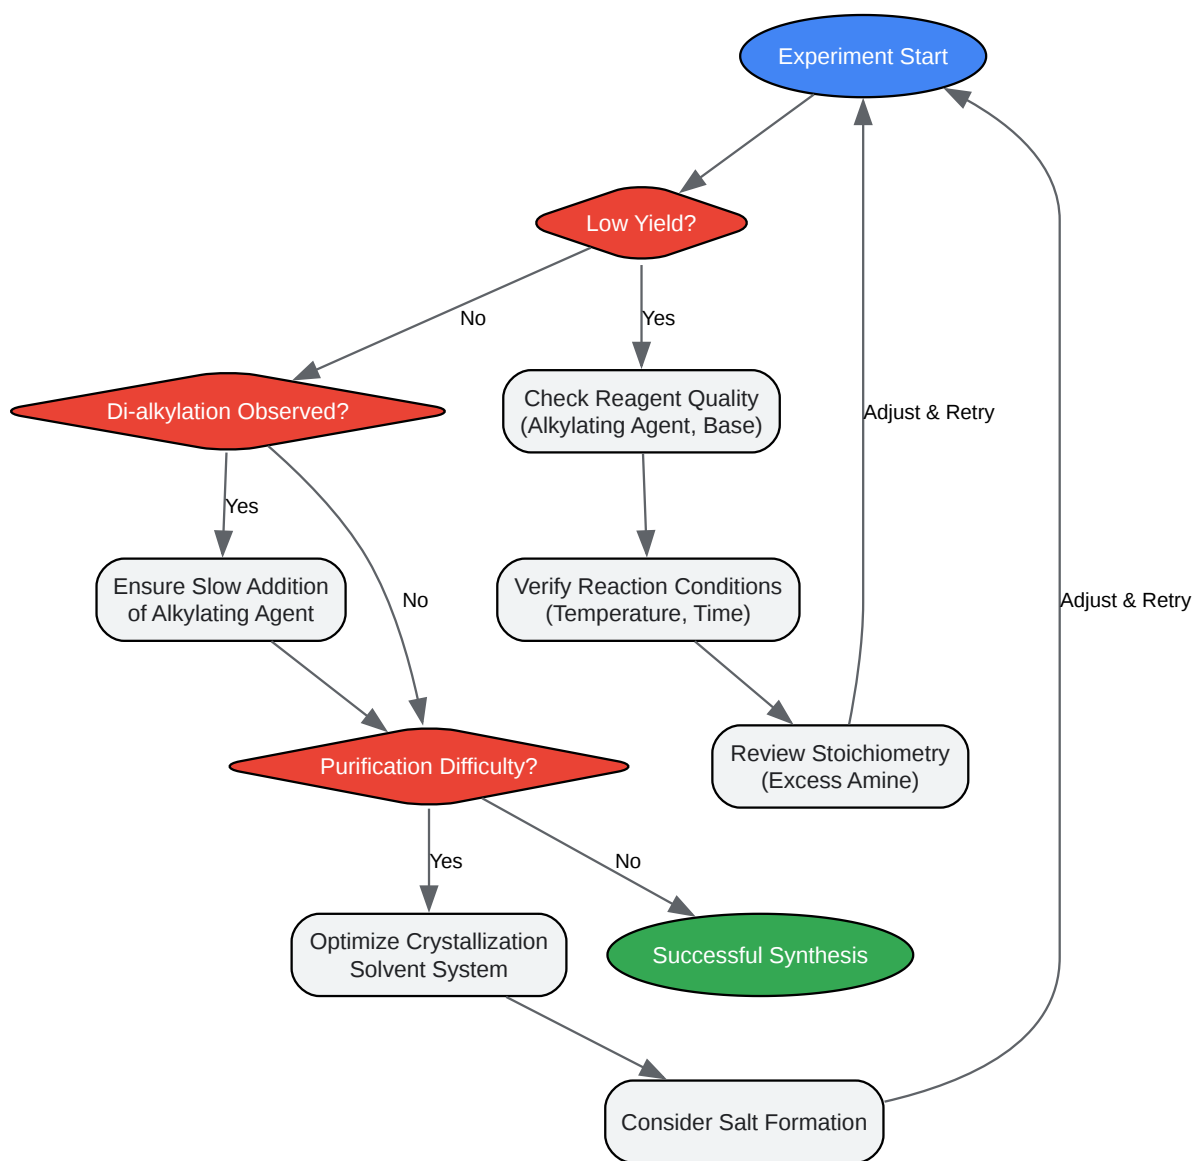 Experiment Start
Low Yield?
No
Yes
Di-alkylation Observed?
Check Reagent Quality
(Alkylating Agent, Base)
Adjust & Retry
Yes
Ensure Slow Addition
of Alkylating Agent
No
Verify Reaction Conditions
(Temperature, Time)
Adjust & Retry
Purification Difficulty?
Review Stoichiometry
(Excess Amine)
Yes
No
Optimize Crystallization
Solvent System
Successful Synthesis
Consider Salt Formation